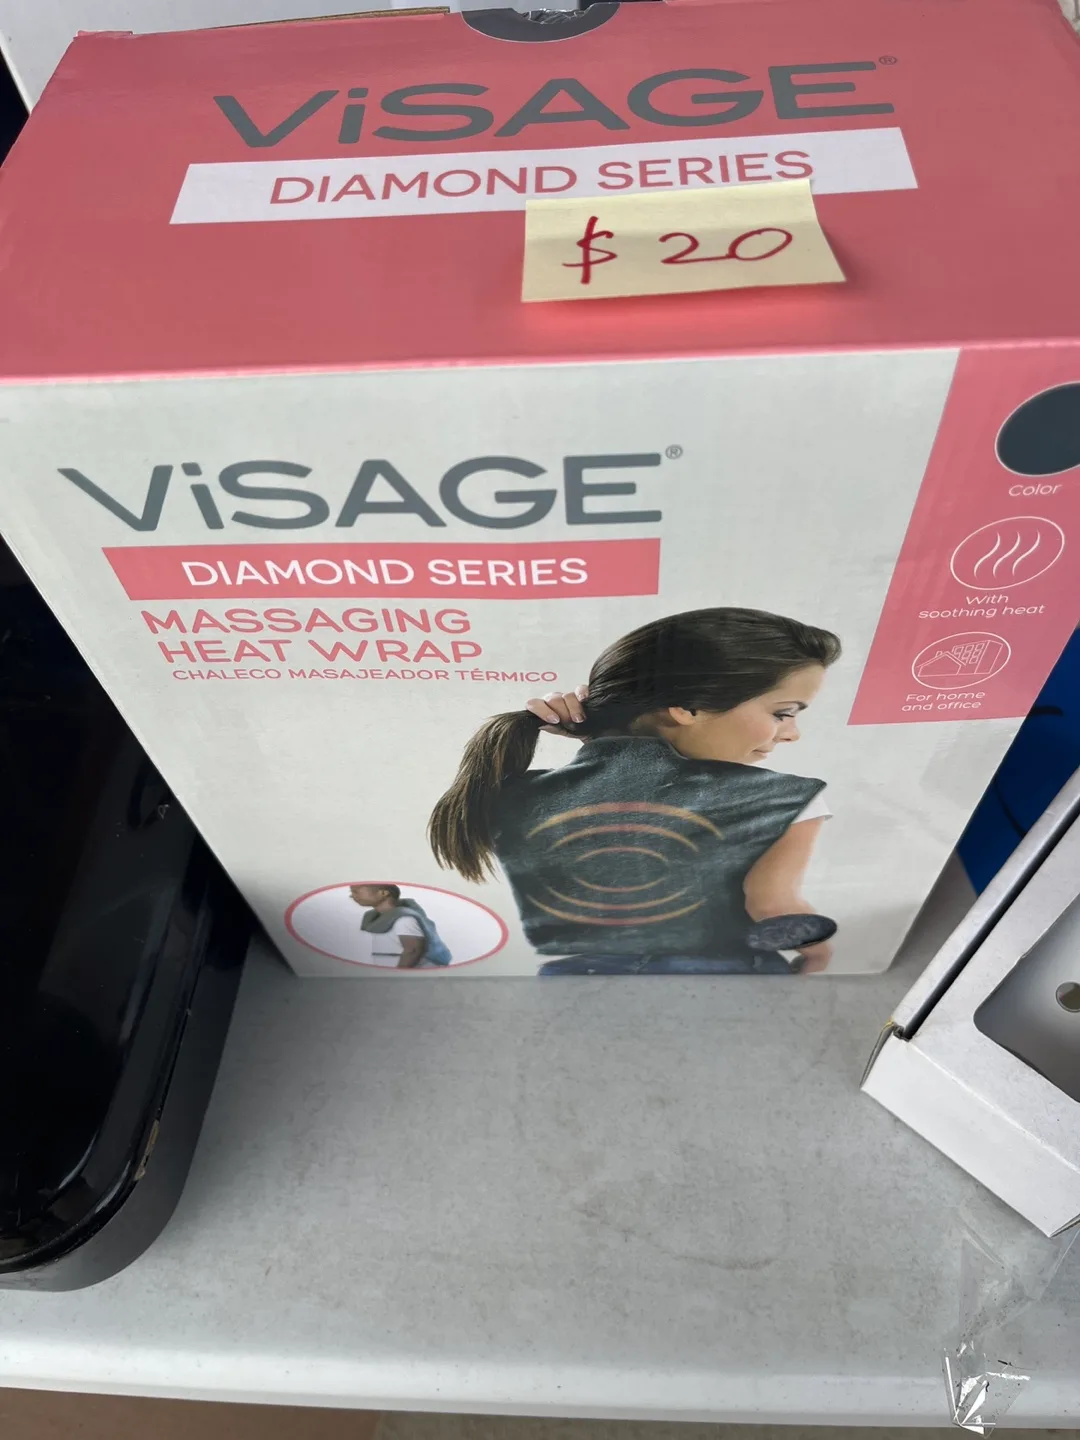 ViSAGE®
DIAMOND SERIES
$ 20
ViSAGE®
DIAMOND SERIES
MASSAGING
HEAT WRAP
CHALECO MASAJEADOR TÉRMICO
Color
With
soothing heat
For home
and office